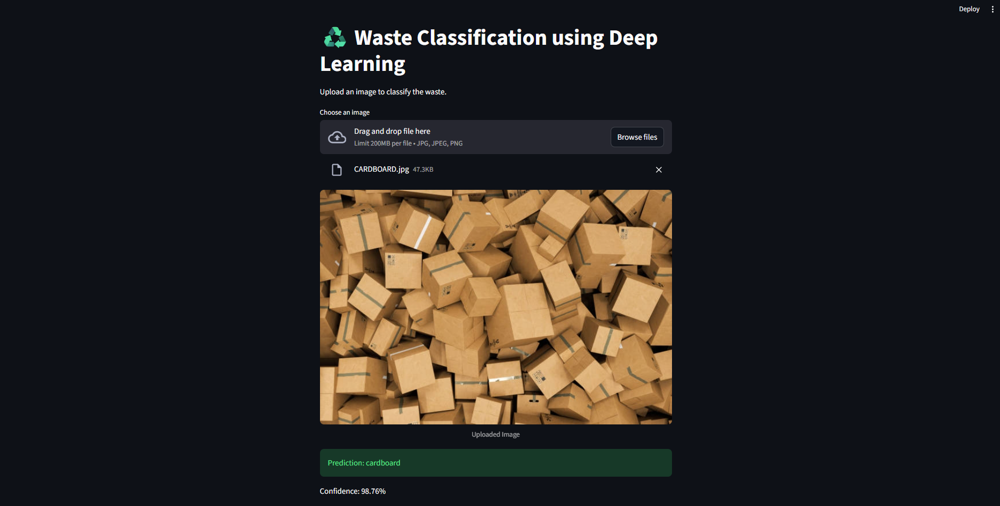 Deploy
Waste Classification using Deep
Learning
Upload an image to classify the waste.
Choose an image
Drag and drop file here
Limit 200MB per file • JPG, JPEG, PNG
Browse files
CARDBOARD.jpg 47.3KB
Uploaded Image
Prediction: cardboard
Confidence: 98.76%